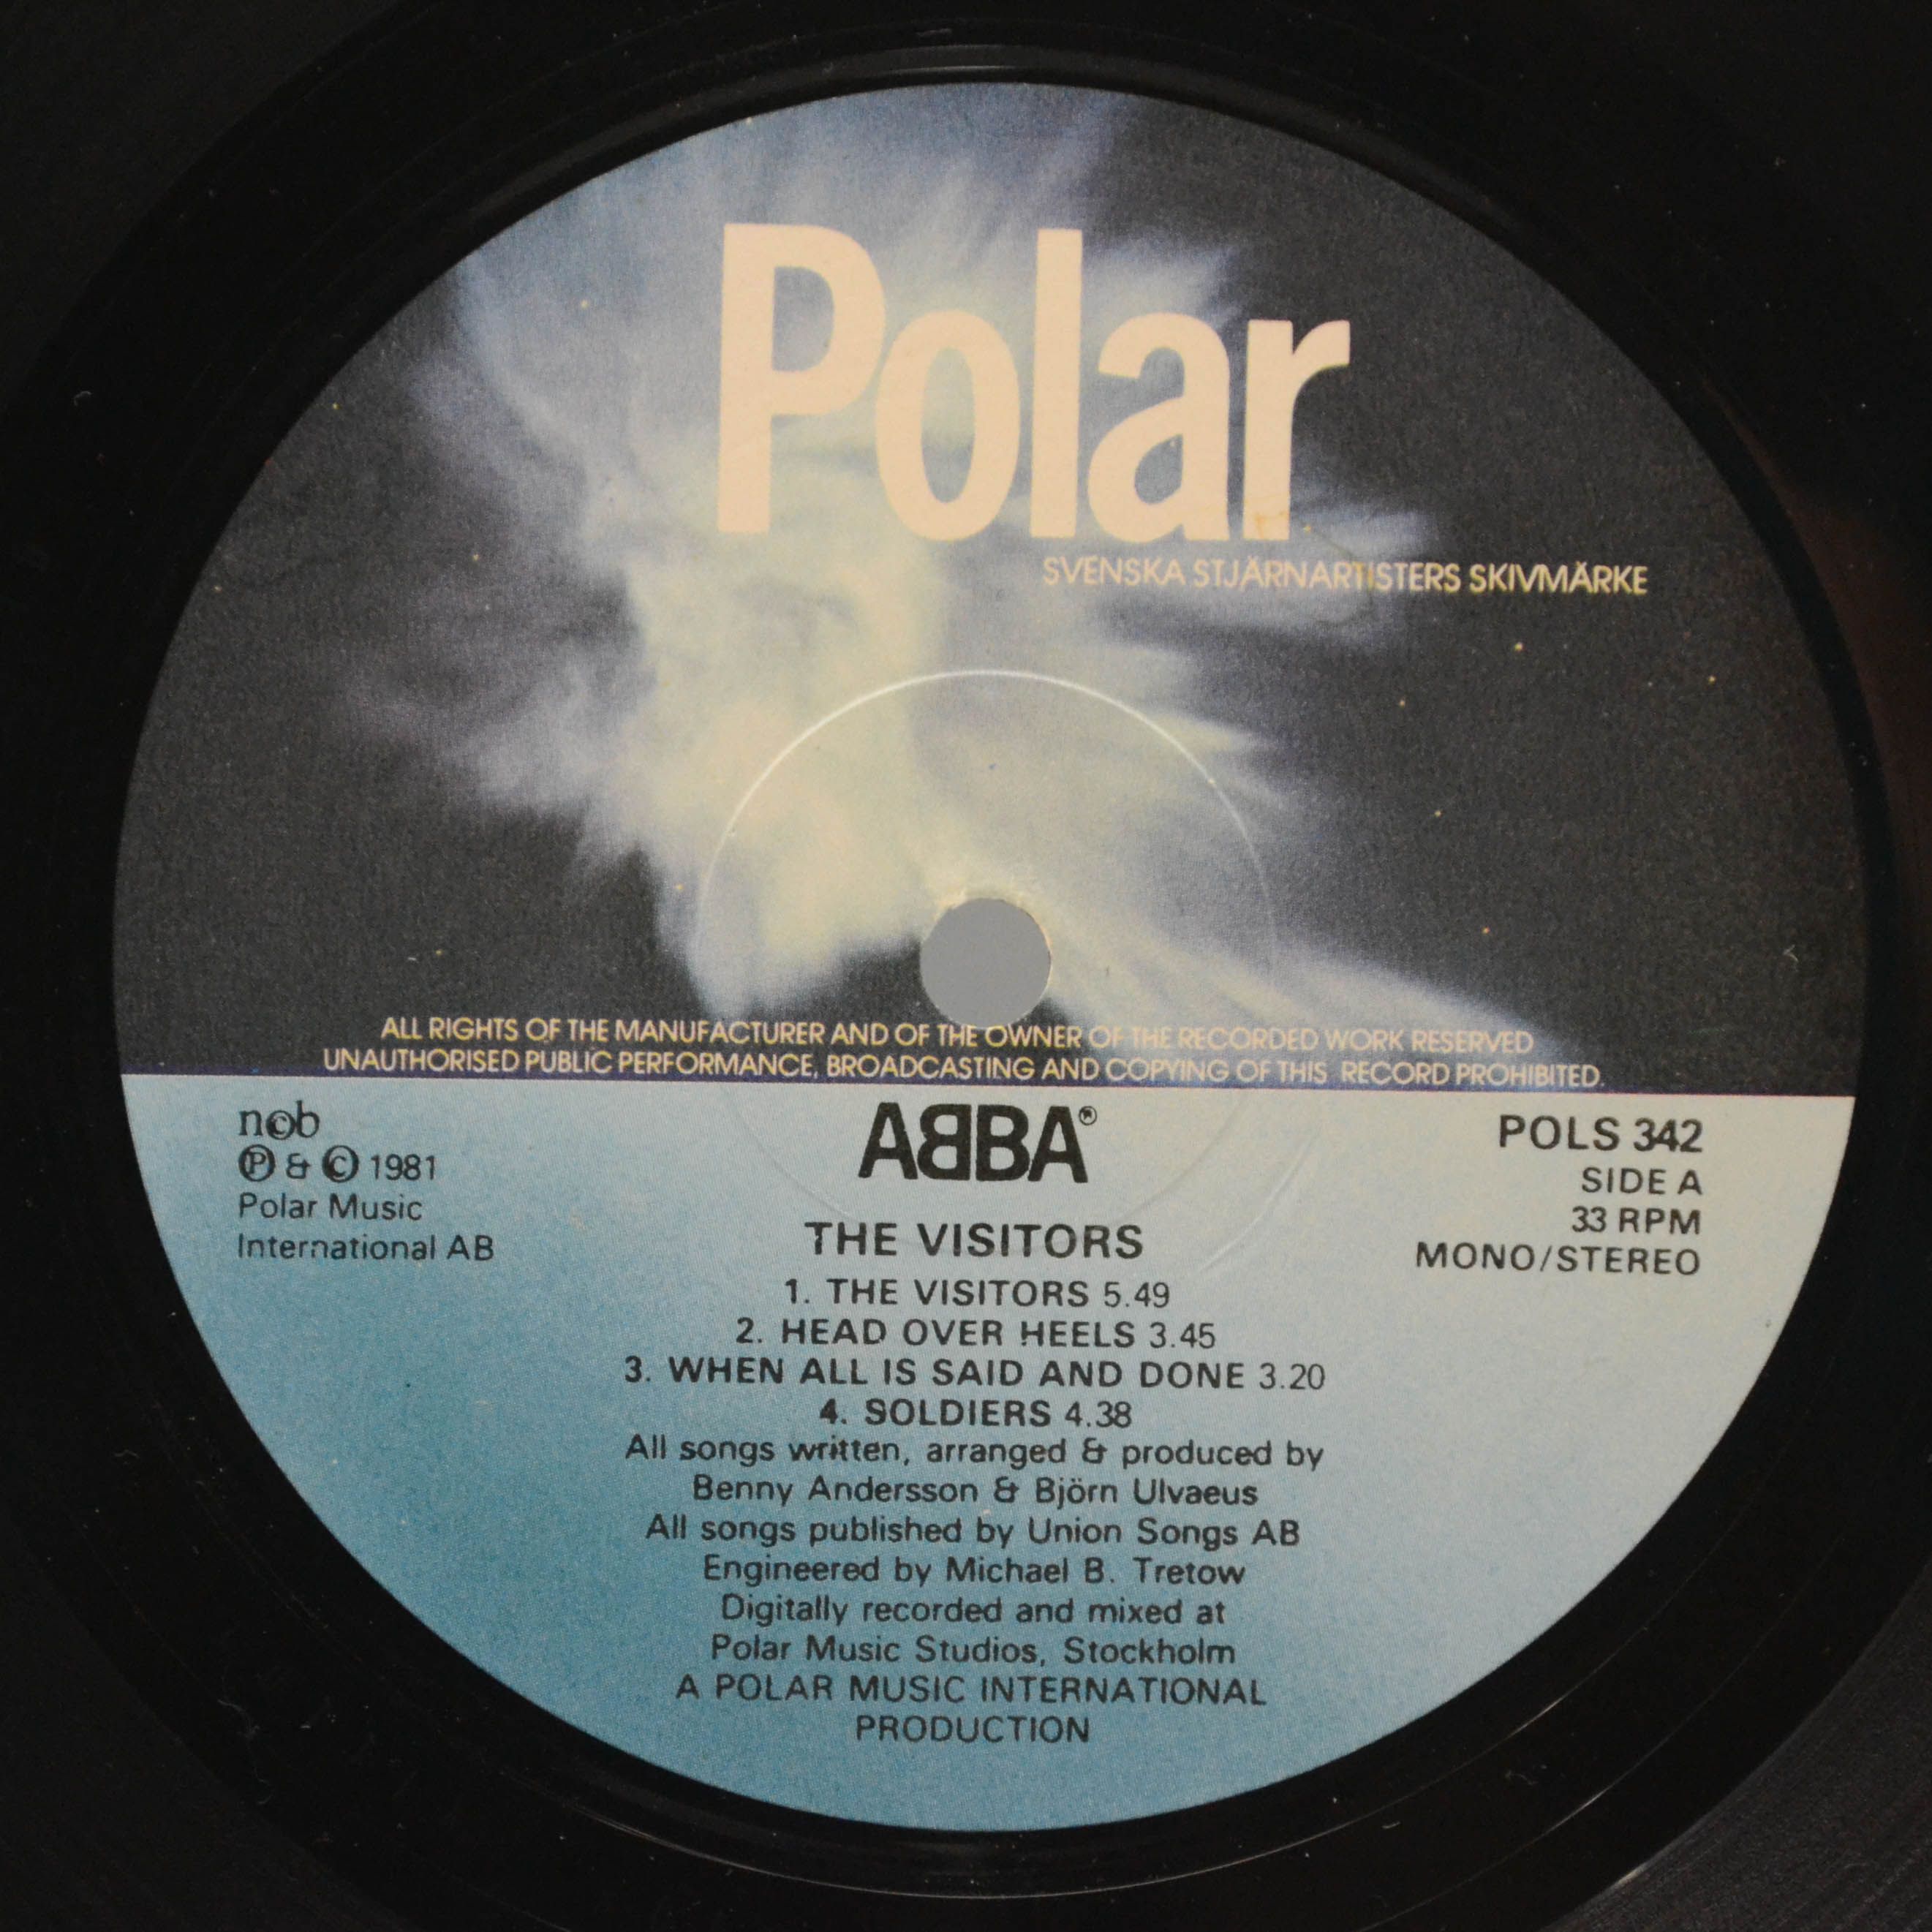 Polar
SVENSKA STJÄRNARTISTERS SKIVMÄRKE
ALL RIGHTS OF THE MANUFACTURER AND OF THE OWNER OF THE RECORDED WORK RESERVED
UNAUTHORISED PUBLIC PERFORMANCE, BROADCASTING AND COPYING OF THIS RECORD PROHIBITED.
n©b
℗ & © 1981
Polar Music
International AB
ABBA®
THE VISITORS
POLS 342
SIDE A
33 RPM
MONO/STEREO
1. THE VISITORS 5.49
2. HEAD OVER HEELS 3.45
3. WHEN ALL IS SAID AND DONE 3.20
4. SOLDIERS 4.38
All songs written, arranged & produced by
Benny Andersson & Björn Ulvaeus
All songs published by Union Songs AB
Engineered by Michael B. Tretow
Digitally recorded and mixed at
Polar Music Studios, Stockholm
A POLAR MUSIC INTERNATIONAL
PRODUCTION